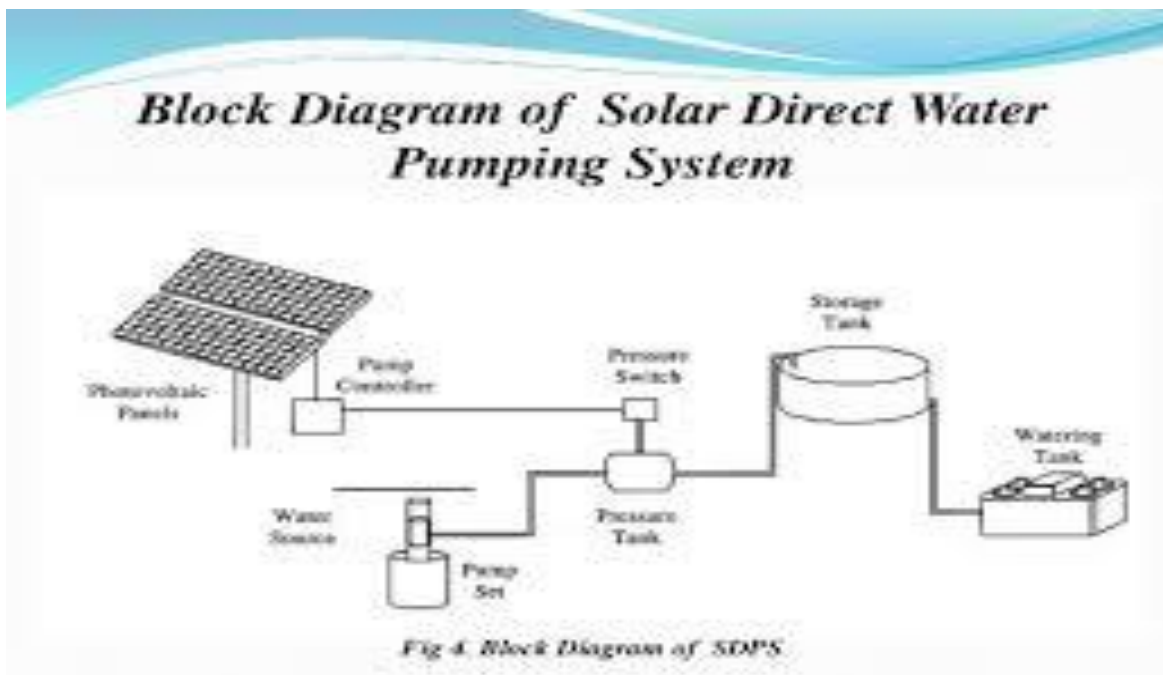 Block Diagram of Solar Direct Water
Pumping System
Storage
Tank
Pump
Controller
Pressure
Switch
Photovoltaic
Panels
Watering
Tank
Water
Source
Pressure
Tank
Pump
Set
Fig 4. Block Diagram of SDPS